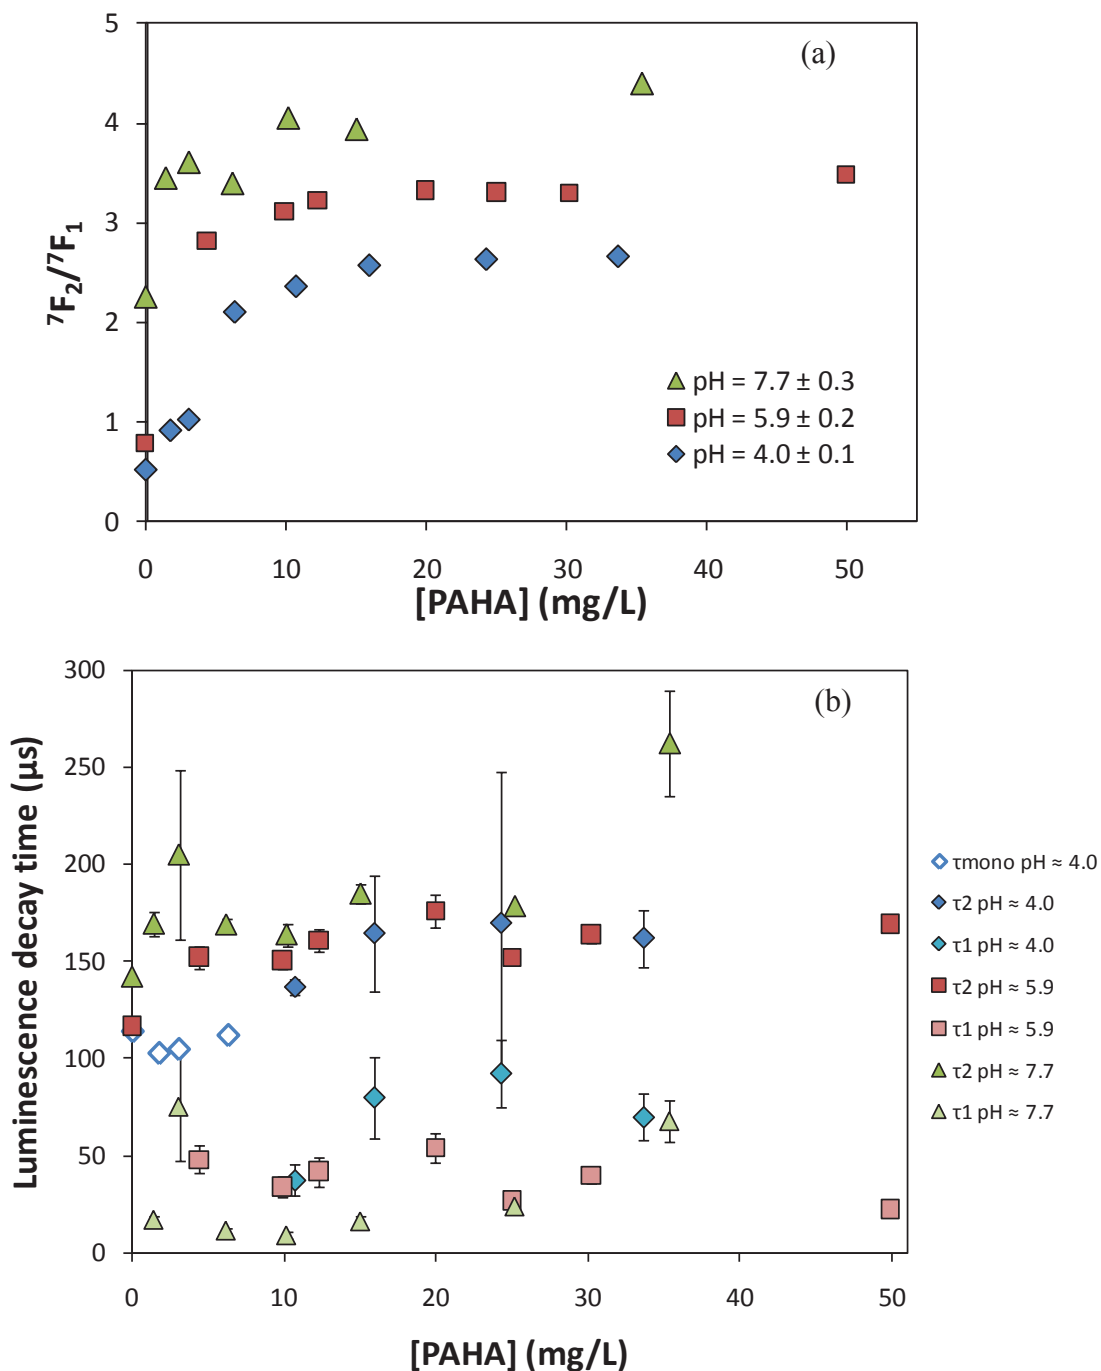 (a)
5
4
3
2
1
0
⁷F₂/⁷F₁
pH = 7.7 ± 0.3
pH = 5.9 ± 0.2
pH = 4.0 ± 0.1
0 10 20 30 40 50
[PAHA] (mg/L)
(b)
300
250
200
150
100
50
0
Luminescence decay time (µs)
τmono pH ≈ 4.0
τ2 pH ≈ 4.0
τ1 pH ≈ 4.0
τ2 pH ≈ 5.9
τ1 pH ≈ 5.9
τ2 pH ≈ 7.7
τ1 pH ≈ 7.7
0 10 20 30 40 50
[PAHA] (mg/L)